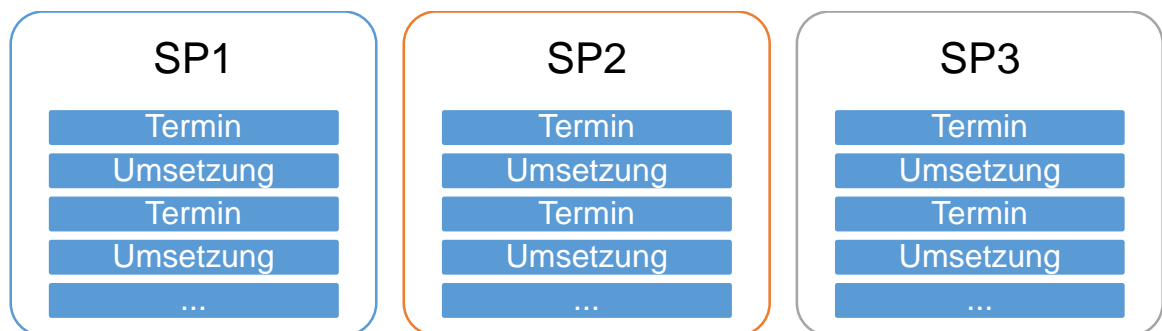 SP1
Termin
Umsetzung
Termin
Umsetzung
...
SP2
Termin
Umsetzung
Termin
Umsetzung
...
SP3
Termin
Umsetzung
Termin
Umsetzung
...